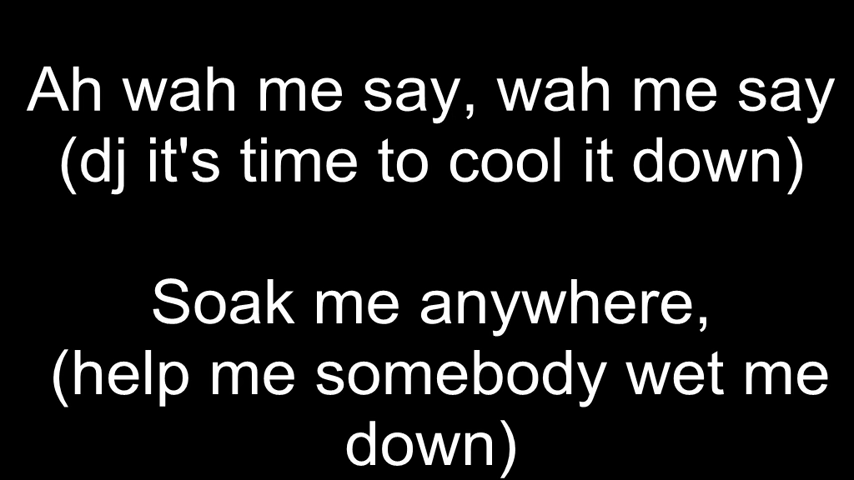 Ah wah me say, wah me say
(dj it's time to cool it down)
Soak me anywhere,
(help me somebody wet me
down)